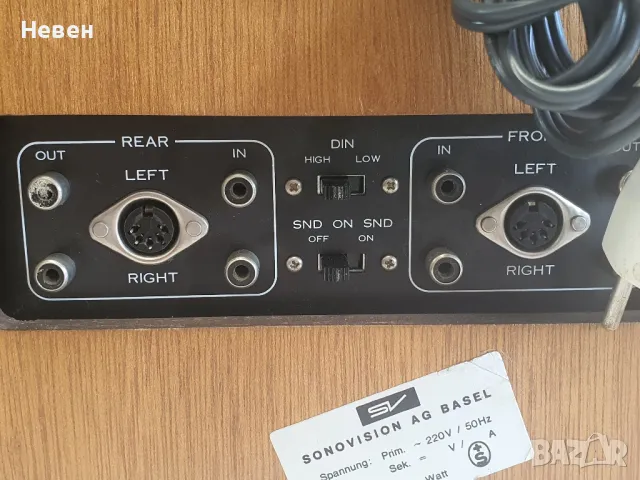 Невен
REAR
OUT
IN
LEFT
RIGHT
DIN
HIGH LOW
SND ON SND
OFF ON
IN
LEFT
RIGHT
SV
SONOVISION AG BASEL
Spannung: Prim. ~ 220V / 50Hz
Sek. = V/ A
Watt
S
BAZAR